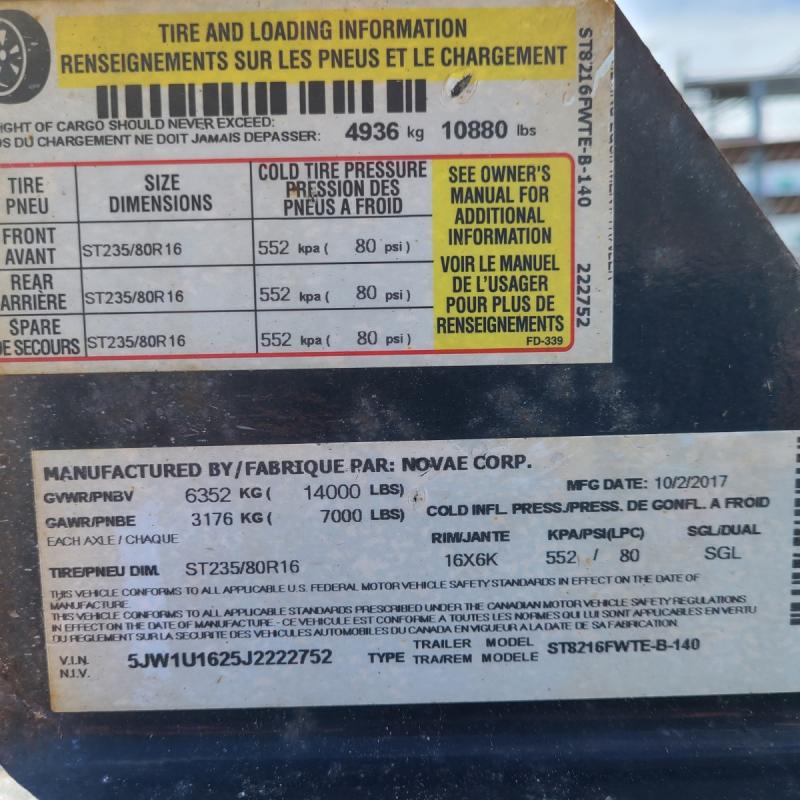 TIRE AND LOADING INFORMATION
RENSEIGNEMENTS SUR LES PNEUS ET LE CHARGEMENT
OF CARGO SHOULD NEVER EXCEED:
DU CHARGEMENT NE DOIT JAMAIS DEPASSER: 4936 kg 10880 lbs
TIRE
PNEU
SIZE
DIMENSIONS
COLD TIRE PRESSURE
PRESSION DES
PNEUS A FROID
FRONT
AVANT
ST235/80R16
552 kpa ( 80 psi )
REAR
ARRIÈRE
ST235/80R16
552 kpa ( 80 psi )
SPARE
DE SECOURS
ST235/80R16
552 kpa ( 80 psi )
SEE OWNER'S
MANUAL FOR
ADDITIONAL
INFORMATION
VOIR LE MANUEL
DE L'USAGER
POUR PLUS DE
RENSEIGNEMENTS
FD-339
ST8216FWTE-B-140 222752
MANUFACTURED BY/FABRIQUE PAR: NOVAE CORP.
MFG DATE: 10/2/2017
GVWR/PNBV 6352 KG ( 14000 LBS)
GAWR/PNBE 3176 KG ( 7000 LBS)
EACH AXLE / CHAQUE
COLD INFL. PRESS./PRESS. DE GONFL. A FROID
RIM/JANTE KPA/PSI(LPC) SGL/DUAL
16X6K 552 / 80 SGL
TIRE/PNEU DIM. ST235/80R16
THIS VEHICLE CONFORMS TO ALL APPLICABLE U.S. FEDERAL MOTOR VEHICLE SAFETY STANDARDS IN EFFECT ON THE DATE OF
MANUFACTURE.
THIS VEHICLE CONFORMS TO ALL APPLICABLE STANDARDS PRESCRIBED UNDER THE CANADIAN MOTOR VEHICLE SAFETY REGULATIONS
IN EFFECT ON THE DATE OF MANUFACTURE.- CE VEHICULE EST CONFORME A TOUTES LES NORMES QUI LUI SONT APPLICABLES EN VERTU
DU REGLEMENT SUR LA SECURITE DES VEHICULES AUTOMOBILES DU CANADA EN VIGUEUR A LA DATE DE SA FABRICATION.
V.I.N.
N.I.V.
5JW1U1625J2222752
TYPE TRAILER MODEL
TRA/REM MODELE
ST8216FWTE-B-140